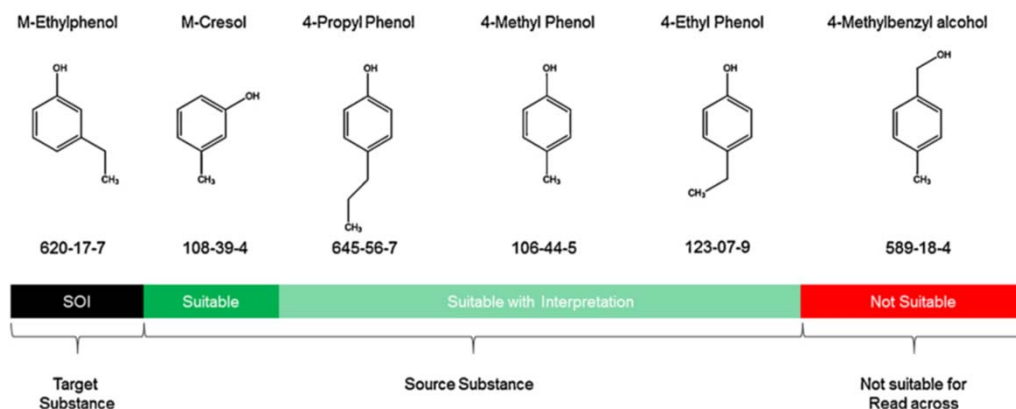 M-Ethylphenol M-Cresol 4-Propyl Phenol 4-Methyl Phenol 4-Ethyl Phenol 4-Methylbenzyl alcohol
OH
OH
CH₃
CH₃
OH
CH₃
OH
CH₃
OH
CH₃
OH
CH₃
620-17-7 108-39-4 645-56-7 106-44-5 123-07-9 589-18-4
SOI Suitable Suitable with Interpretation Not Suitable
Target
Substance
Source Substance
Not suitable for
Read across